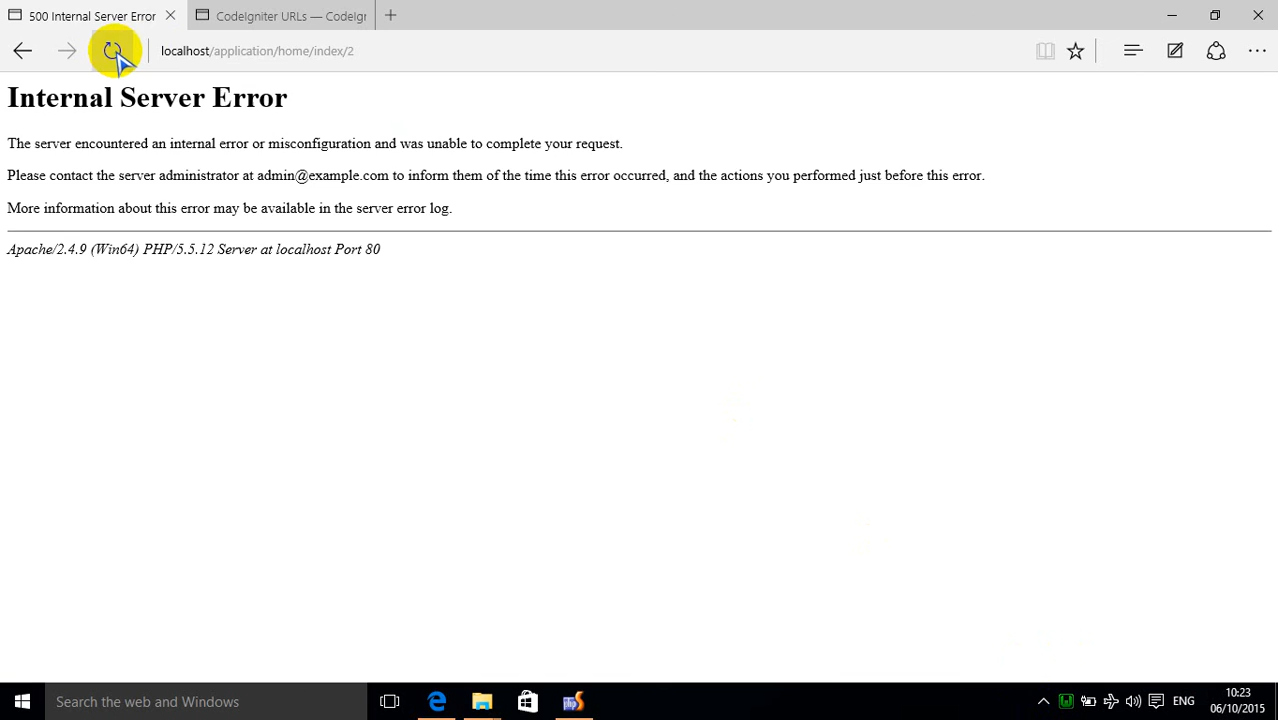 500 Internal Server Error
CodeIgniter URLs — CodeIgr
localhost/application/home/index/2
Internal Server Error
The server encountered an internal error or misconfiguration and was unable to complete your request.
Please contact the server administrator at admin@example.com to inform them of the time this error occurred, and the actions you performed just before this error.
More information about this error may be available in the server error log.
Apache/2.4.9 (Win64) PHP/5.5.12 Server at localhost Port 80
Search the web and Windows
ENG
10:23
06/10/2015